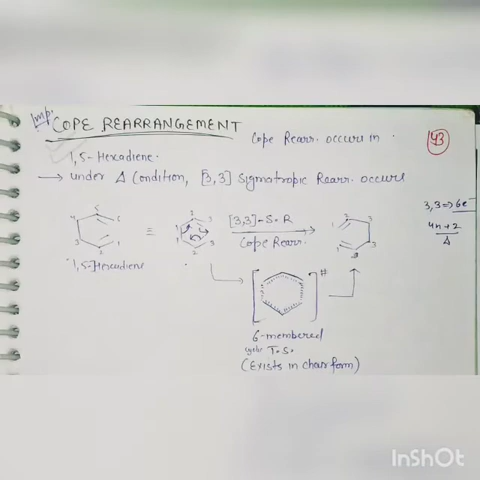 Imp.
COPE REARRANGEMENT
Cope Rearr. occurs in
43
1,5-Hexadiene.
→ under Δ Condition, [3,3] Sigmatropic Rearr. occurs
3,3 ⇒ 6e⁻
4n+2
Δ
[3,3]-S.R
Cope Rearr.
1,5-Hexadiene
≡
#
6-membered
cyclic T.S.
(Exists in chair form)
InShOt